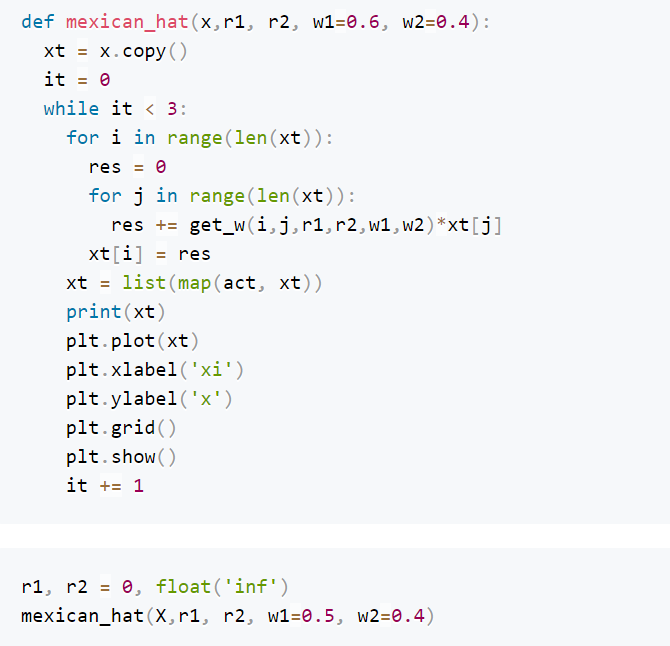 def mexican_hat(x,r1, r2, w1=0.6, w2=0.4):
  xt = x.copy()
  it = 0
  while it < 3:
    for i in range(len(xt)):
      res = 0
      for j in range(len(xt)):
        res += get_w(i,j,r1,r2,w1,w2)*xt[j]
      xt[i] = res
    xt = list(map(act, xt))
    print(xt)
    plt.plot(xt)
    plt.xlabel('xi')
    plt.ylabel('x')
    plt.grid()
    plt.show()
    it += 1
r1, r2 = 0, float('inf')
mexican_hat(X,r1, r2, w1=0.5, w2=0.4)